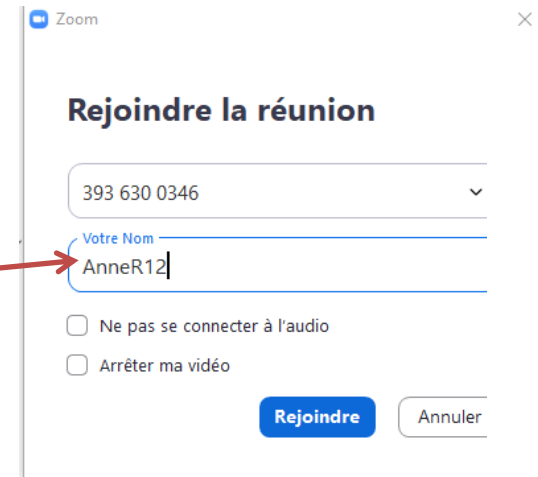 Zoom
Rejoindre la réunion
393 630 0346
Votre Nom
AnneR12
Ne pas se connecter à l'audio
Arrêter ma vidéo
Rejoindre Annuler